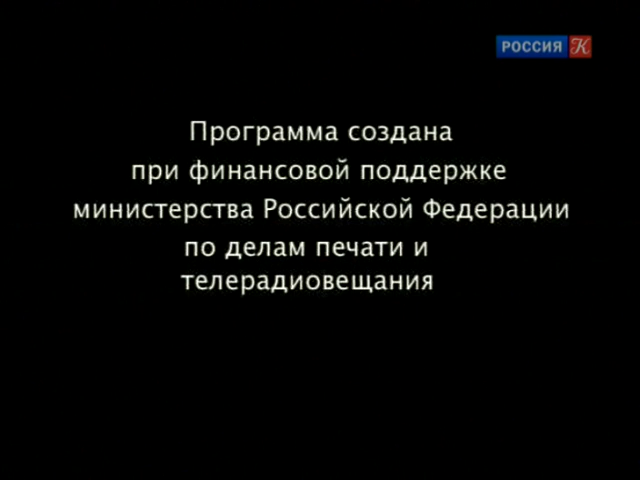 РОССИЯ К
Программа создана
при финансовой поддержке
министерства Российской Федерации
по делам печати и
телерадиовещания